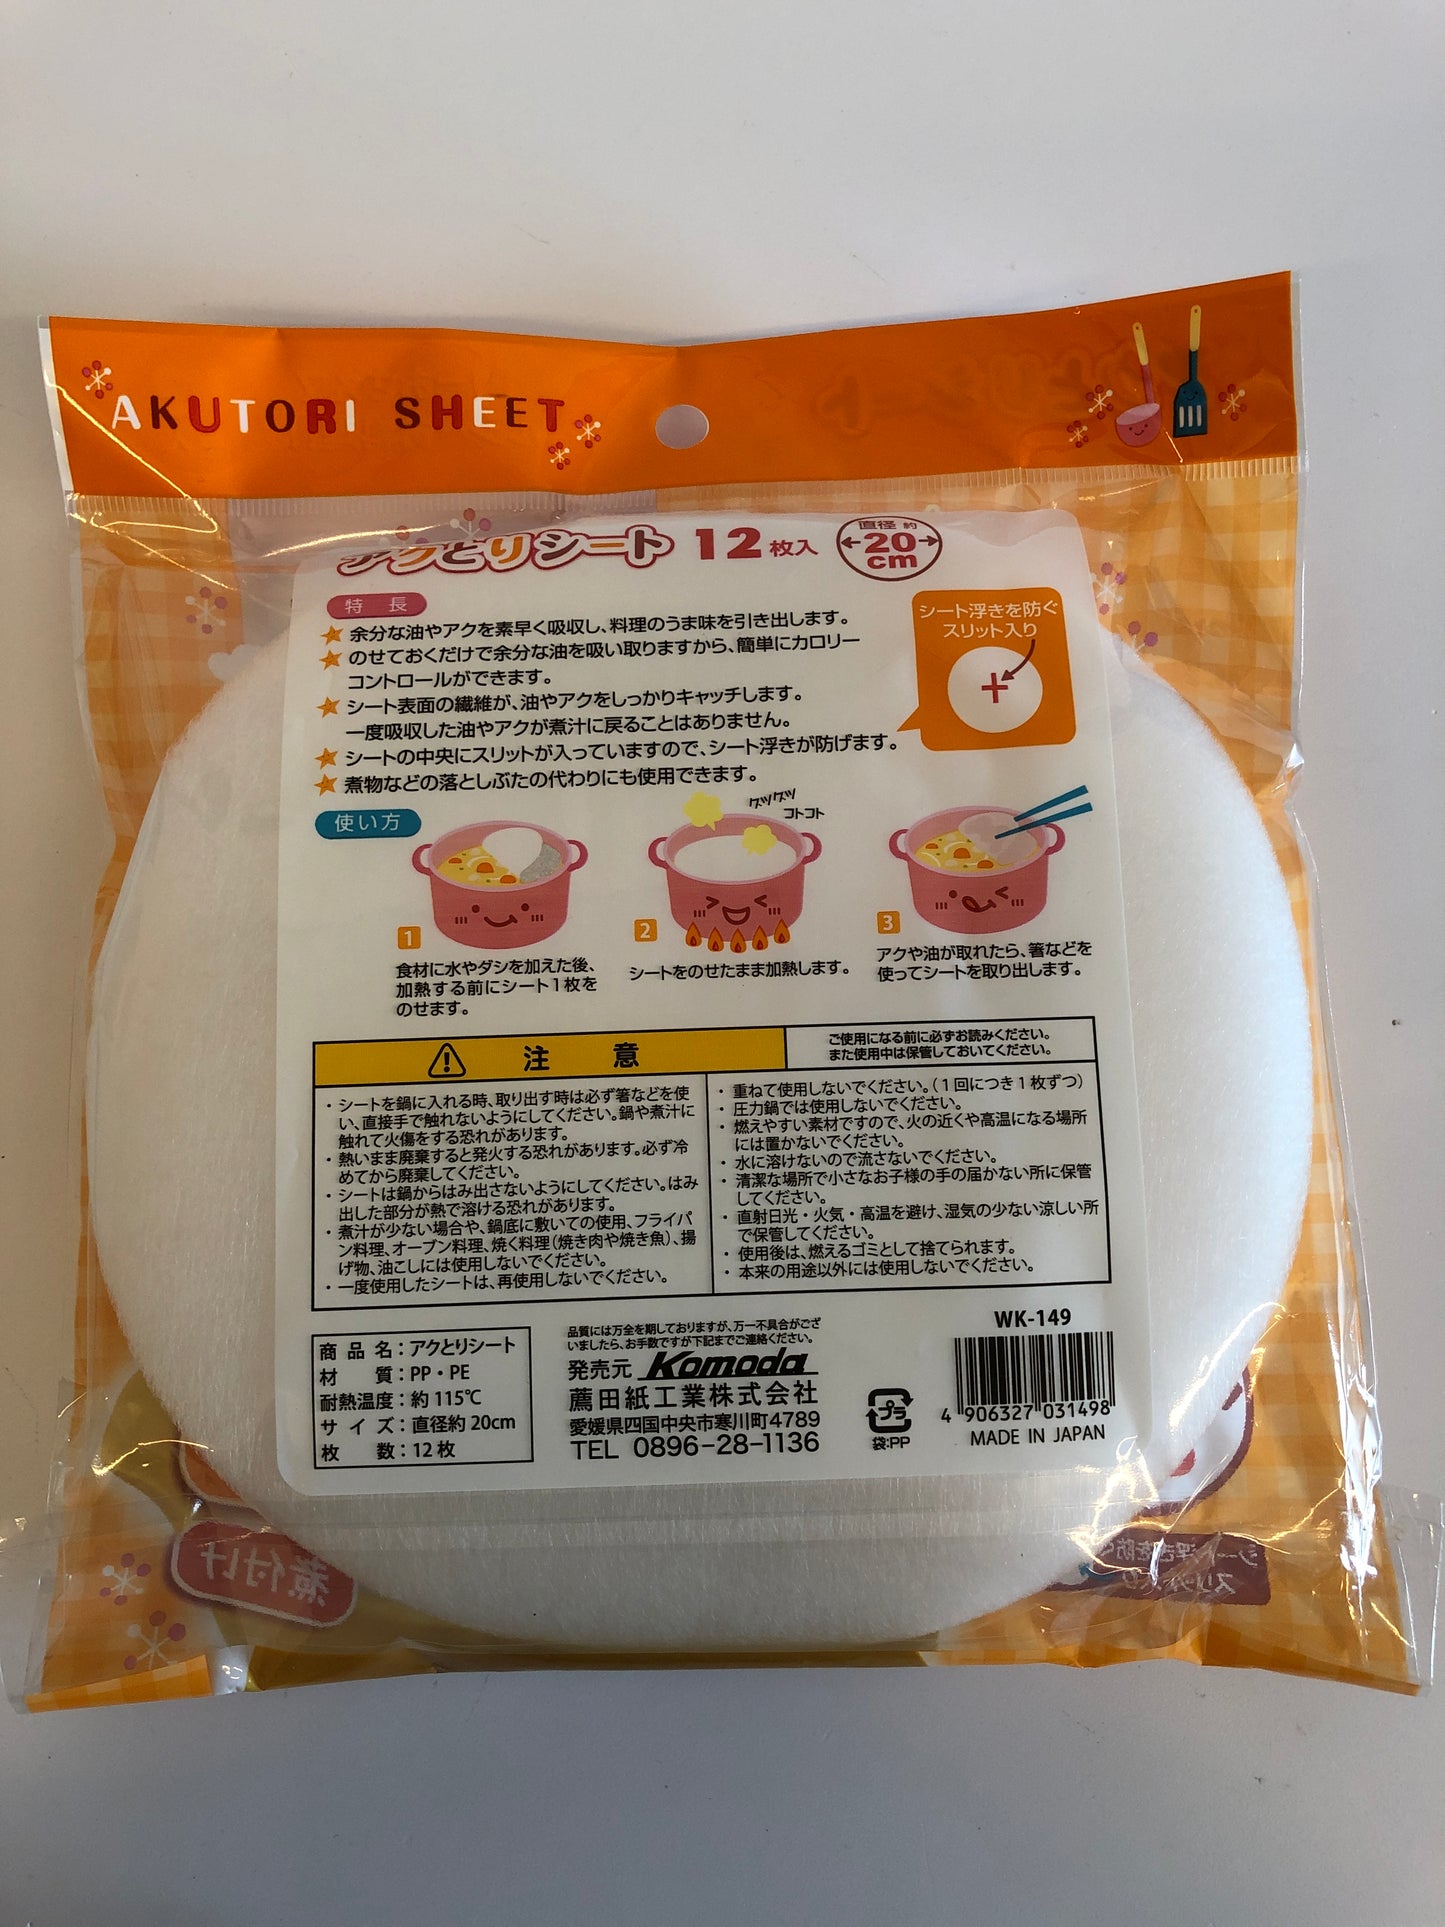 AKUTORI SHEET
アクとりシート 12枚入
直径 約
20
cm
特長
余分な油やアクを素早く吸収し、料理のうま味を引き出します。
のせておくだけで余分な油を吸い取りますから、簡単にカロリー
コントロールができます。
シート表面の繊維が、油やアクをしっかりキャッチします。
一度吸収した油やアクが煮汁に戻ることはありません。
シートの中央にスリットが入っていますので、シート浮きが防げます。
煮物などの落としぶたの代わりにも使用できます。
シート浮きを防ぐ
スリット入り
使い方
グツグツ
コトコト
1
食材に水やダシを加えた後、
加熱する前にシート1枚を
のせます。
2
シートをのせたまま加熱します。
3
アクや油が取れたら、箸などを
使ってシートを取り出します。
注意
ご使用になる前に必ずお読みください。
また使用中は保管しておいてください。
・シートを鍋に入れる時、取り出す時は必ず箸などを使
い、直接手で触れないようにしてください。鍋や煮汁に
触れて火傷をする恐れがあります。
・熱いまま廃棄すると発火する恐れがあります。必ず冷
めてから廃棄してください。
・シートは鍋からはみ出さないようにしてください。はみ
出した部分が熱で溶ける恐れがあります。
・煮汁が少ない場合や、鍋底に敷いての使用、フライパ
ン料理、オーブン料理、焼く料理(焼き肉や焼き魚)、揚
げ物、油こしには使用しないでください。
・一度使用したシートは、再使用しないでください。
・重ねて使用しないでください。(1回につき1枚ずつ)
・圧力鍋では使用しないでください。
・燃えやすい素材ですので、火の近くや高温になる場所
には置かないでください。
・水に溶けないので流さないでください。
・清潔な場所で小さなお子様の手の届かない所に保管
してください。
・直射日光・火気・高温を避け、湿気の少ない涼しい所
で保管してください。
・使用後は、燃えるゴミとして捨てられます。
・本来の用途以外には使用しないでください。
商品名：アクとりシート
材質：PP・PE
耐熱温度：約115℃
サイズ：直径約20cm
枚数：12枚
品質には万全を期しておりますが、万一不具合がござ
いましたら、お手数ですが下記までご連絡ください。
発売元 Komoda
薦田紙工業株式会社
愛媛県四国中央市寒川町4789
TEL 0896-28-1136
プラ
袋:PP
WK-149
4 906327 031498
MADE IN JAPAN
煮付け
シート浮きを防ぐ
スリット入り